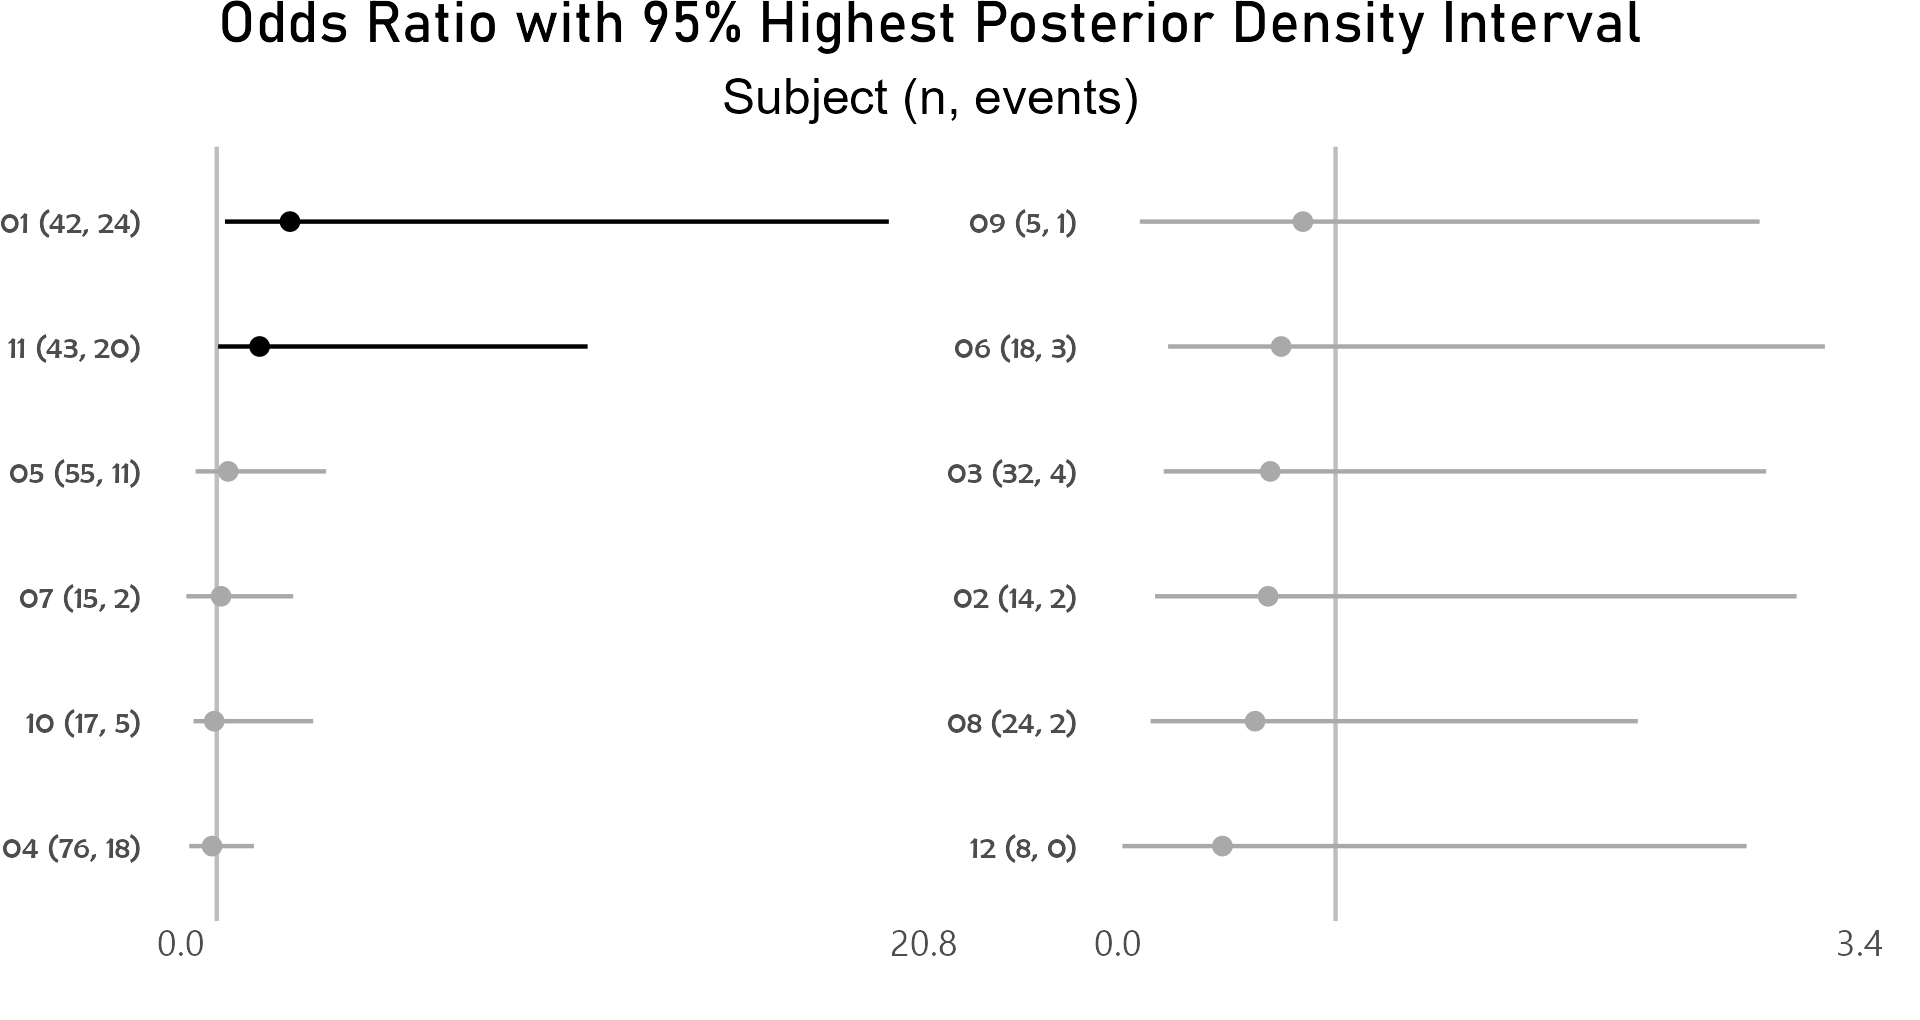 Odds Ratio with 95% Highest Posterior Density Interval
Subject (n, events)
01 (42, 24)
11 (43, 20)
05 (55, 11)
07 (15, 2)
10 (17, 5)
04 (76, 18)
0.0
20.8
09 (5, 1)
06 (18, 3)
03 (32, 4)
02 (14, 2)
08 (24, 2)
12 (8, 0)
0.0
3.4